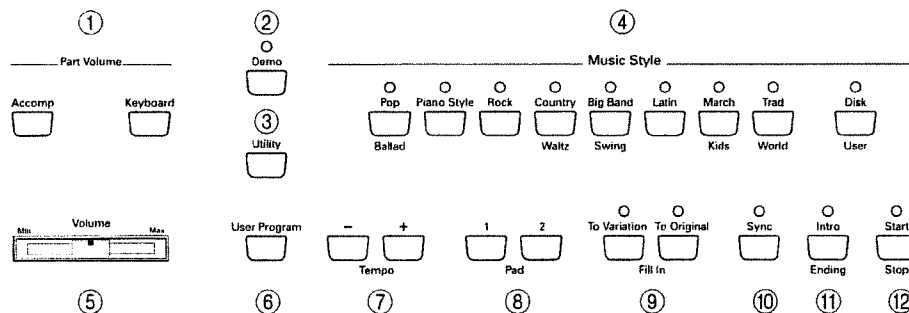 ① ② ④
Part Volume Demo Music Style
Accomp Keyboard Pop Piano Style Rock Country Big Band Latin March Trad Disk
③
Utility Ballad Waltz Swing Kids World User
Min Volume Max User Program − + 1 2 To Variation To Original Sync Intro Start
Tempo Pad Fill In Ending Stop
⑤ ⑥ ⑦ ⑧ ⑨ ⑩ ⑪ ⑫